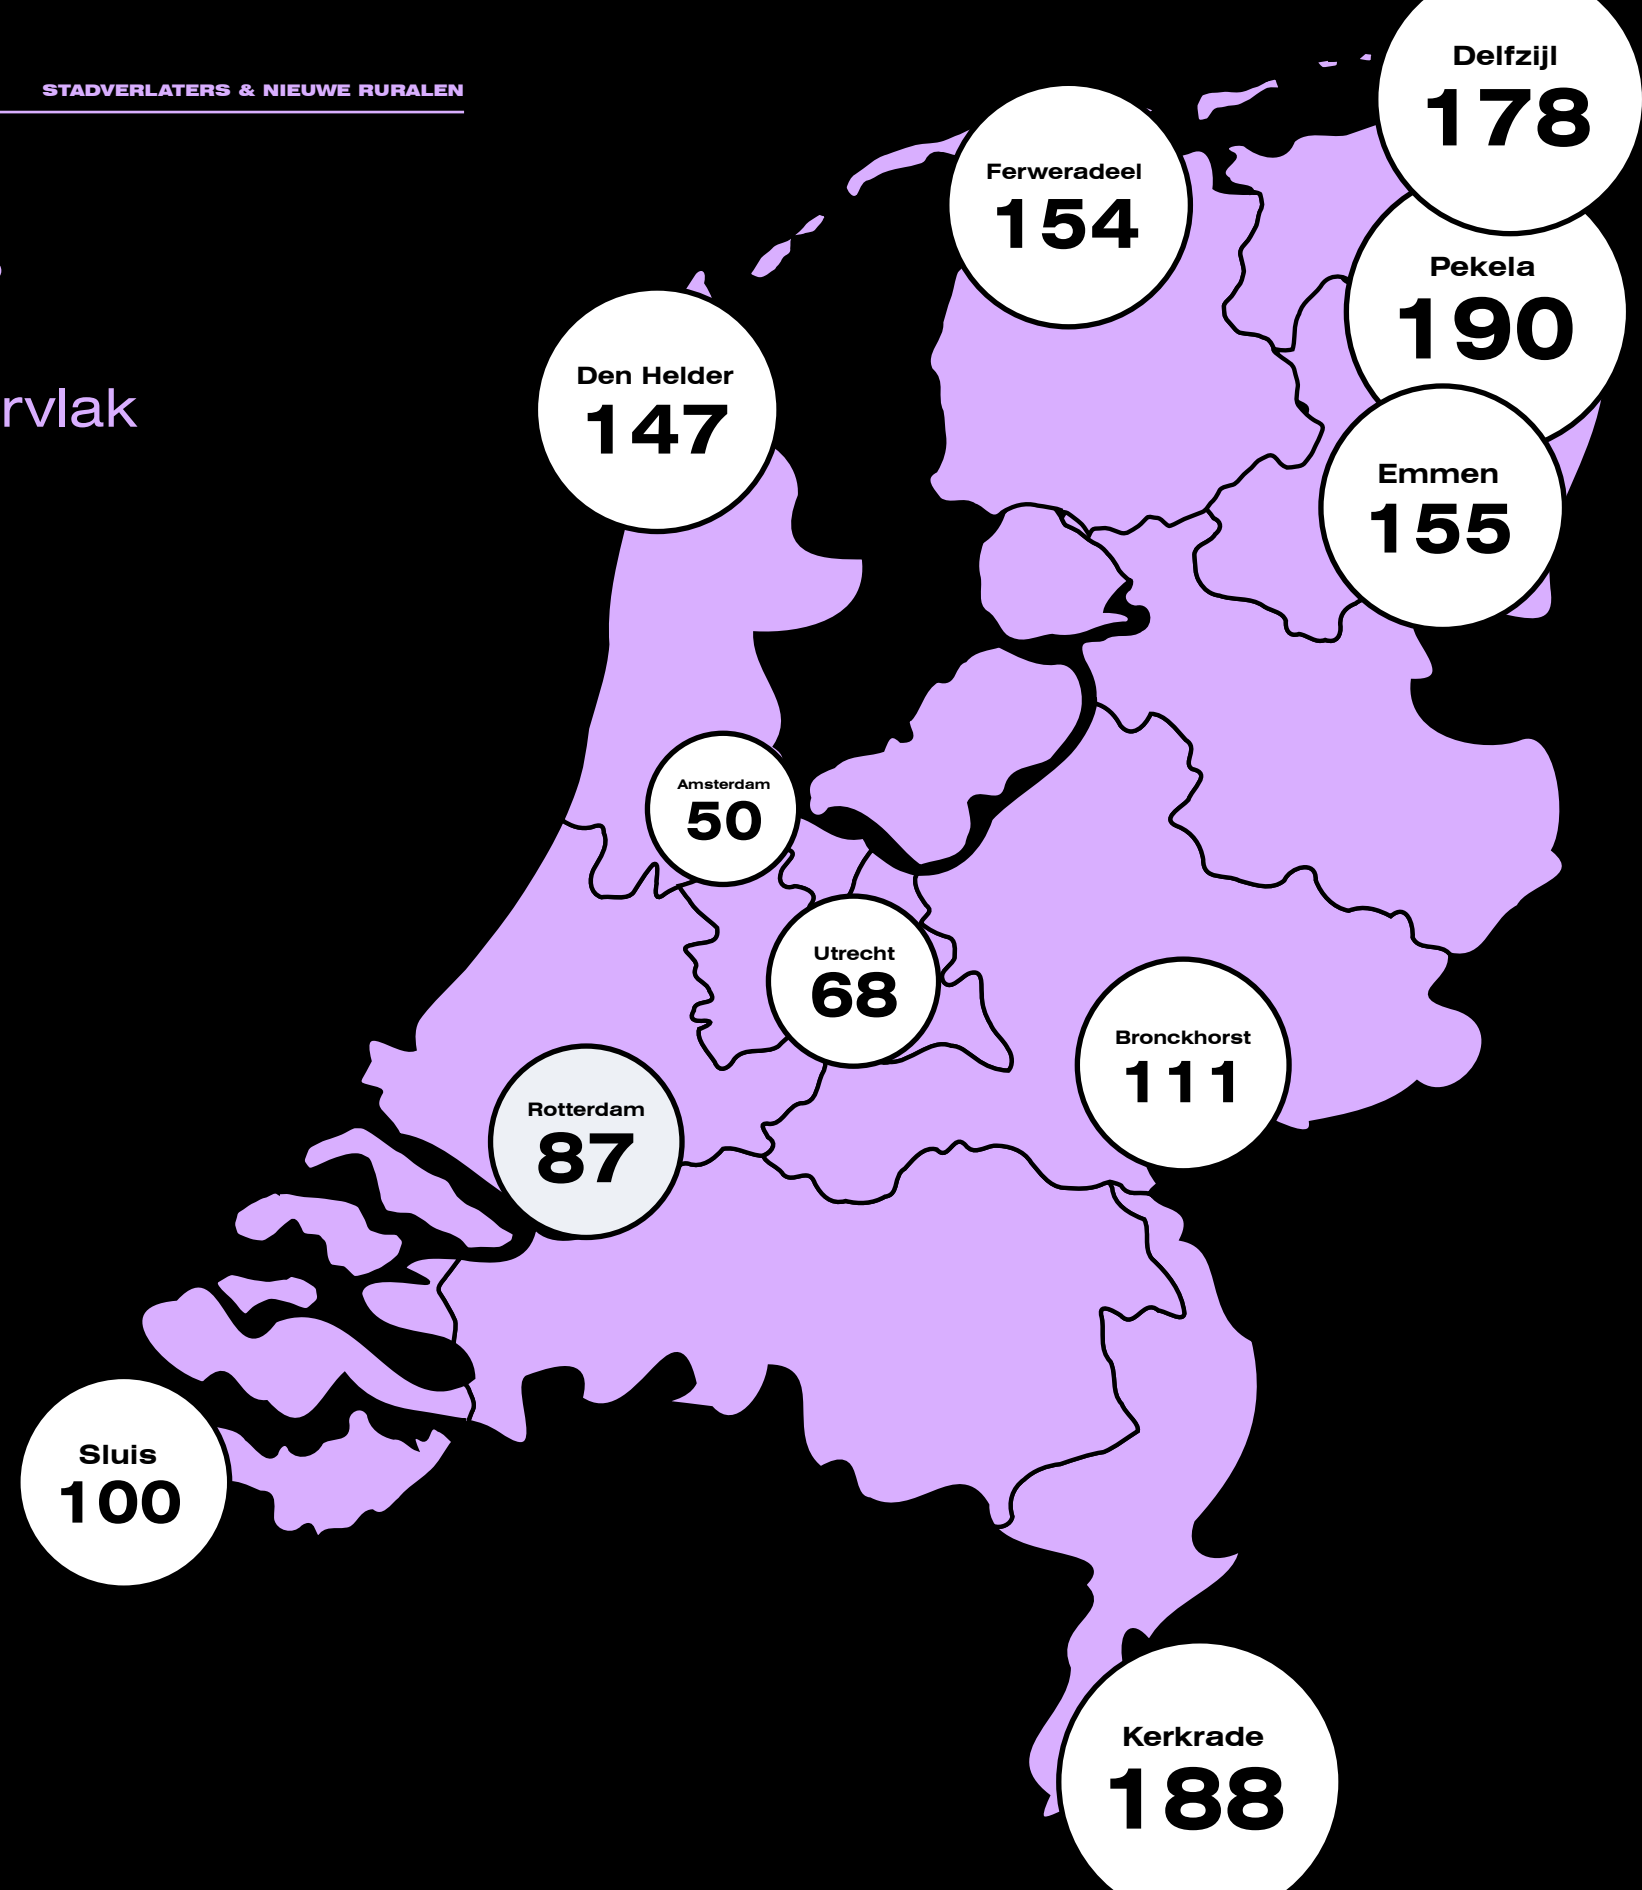 STADVERLATERS & NIEUWE RURALEN
rvlak
Delfzijl
178
Ferweradeel
154
Pekela
190
Den Helder
147
Emmen
155
Amsterdam
50
Utrecht
68
Bronckhorst
111
Rotterdam
87
Sluis
100
Kerkrade
188